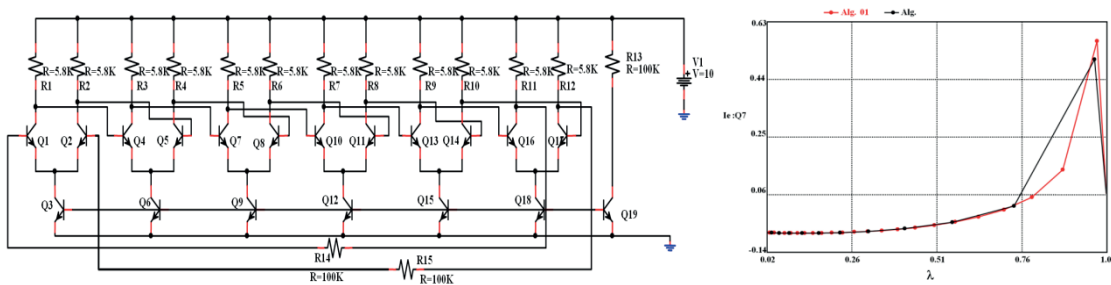 R13
R=100K
V1
+
V=10
R=5.8K R=5.8K R=5.8K R=5.8K R=5.8K R=5.8K R=5.8K R=5.8K R=5.8K R=5.8K R=5.8K R=5.8K
R1 R2 R3 R4 R5 R6 R7 R8 R9 R10 R11 R12
Q1 Q2 Q4 Q5 Q7 Q8 Q10 Q11 Q13 Q14 Q16
Q3 Q6 Q9 Q12 Q15 Q18 Q19
R14
R=100K
R15
R=100K
Alg. 01 Alg.
0.63
0.44
Ic :Q7
0.25
0.06
-0.14
0.02 0.26 0.51 0.76 1.0
λ